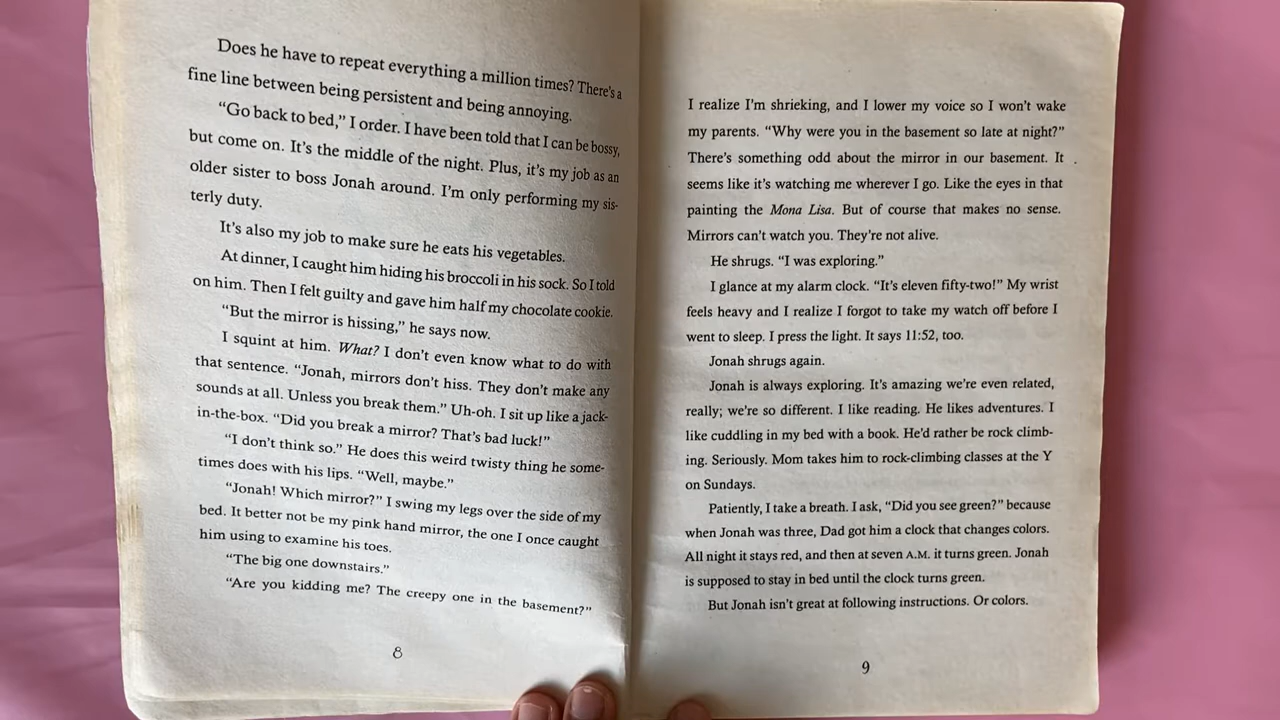 Does he have to repeat everything a million times? There's a
fine line between being persistent and being annoying.
“Go back to bed,” I order. I have been told that I can be bossy,
but come on. It's the middle of the night. Plus, it's my job as an
older sister to boss Jonah around. I'm only performing my sis-
terly duty.
It's also my job to make sure he eats his vegetables.
At dinner, I caught him hiding his broccoli in his sock. So I told
on him. Then I felt guilty and gave him half my chocolate cookie.
“But the mirror is hissing,” he says now.
I squint at him. What? I don't even know what to do with
that sentence. “Jonah, mirrors don't hiss. They don't make any
sounds at all. Unless you break them.” Uh-oh. I sit up like a jack-
in-the-box. “Did you break a mirror? That's bad luck!”
“I don't think so.” He does this weird twisty thing he some-
times does with his lips. “Well, maybe.”
“Jonah! Which mirror?” I swing my legs over the side of my
bed. It better not be my pink hand mirror, the one I once caught
him using to examine his toes.
“The big one downstairs.”
“Are you kidding me? The creepy one in the basement?”
8
I realize I'm shrieking, and I lower my voice so I won't wake
my parents. “Why were you in the basement so late at night?”
There's something odd about the mirror in our basement. It
seems like it's watching me wherever I go. Like the eyes in that
painting the Mona Lisa. But of course that makes no sense.
Mirrors can't watch you. They're not alive.
He shrugs. “I was exploring.”
I glance at my alarm clock. “It's eleven fifty-two!” My wrist
feels heavy and I realize I forgot to take my watch off before I
went to sleep. I press the light. It says 11:52, too.
Jonah shrugs again.
Jonah is always exploring. It's amazing we're even related,
really; we're so different. I like reading. He likes adventures. I
like cuddling in my bed with a book. He'd rather be rock climb-
ing. Seriously. Mom takes him to rock-climbing classes at the Y
on Sundays.
Patiently, I take a breath. I ask, “Did you see green?” because
when Jonah was three, Dad got him a clock that changes colors.
All night it stays red, and then at seven A.M. it turns green. Jonah
is supposed to stay in bed until the clock turns green.
But Jonah isn't great at following instructions. Or colors.
9